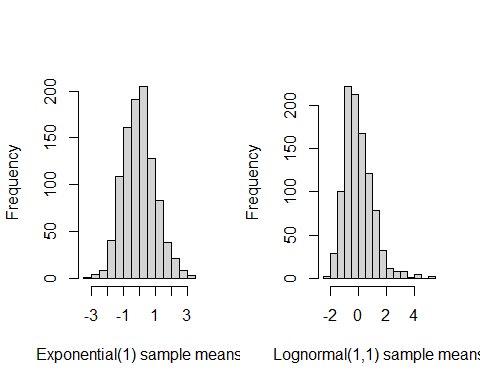 Frequency
0 50 100 150 200
-3 -1 1 3
Exponential(1) sample means
Frequency
0 50 100 150 200
-2 0 2 4
Lognormal(1,1) sample means